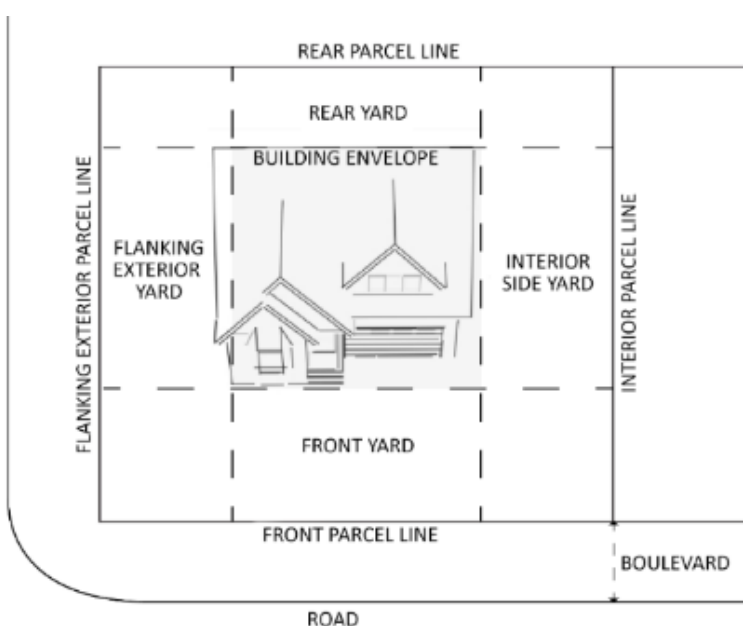 REAR PARCEL LINE
REAR YARD
BUILDING ENVELOPE
FLANKING EXTERIOR PARCEL LINE
FLANKING
EXTERIOR
YARD
INTERIOR
SIDE YARD
INTERIOR PARCEL LINE
FRONT YARD
FRONT PARCEL LINE
BOULEVARD
ROAD